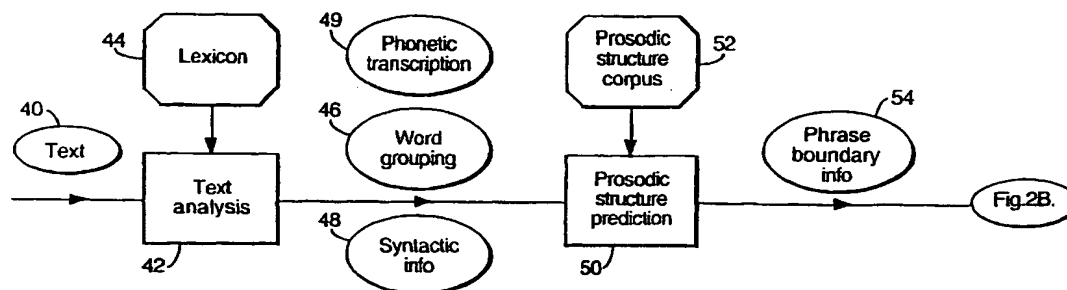 44
Lexicon
49
Phonetic
transcription
Prosodic
structure
corpus
52
40
Text
46
Word
grouping
54
Phrase
boundary
info
Text
analysis
42
48
Syntactic
info
Prosodic
structure
prediction
50
Fig.2B.